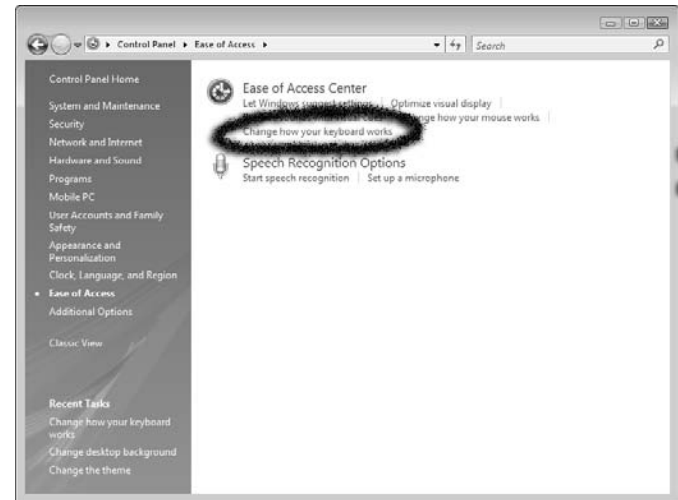 Control Panel ▸ Ease of Access ▸
Search
Control Panel Home
System and Maintenance
Security
Network and Internet
Hardware and Sound
Programs
Mobile PC
User Accounts and Family
Safety
Appearance and
Personalization
Clock, Language, and Region
Ease of Access
Additional Options
Classic View
Recent Tasks
Change how your keyboard
works
Change desktop background
Change the theme
Ease of Access Center
Let Windows suggest settings Optimize visual display
how your mouse works
Change how your keyboard works
Speech Recognition Options
Start speech recognition Set up a microphone